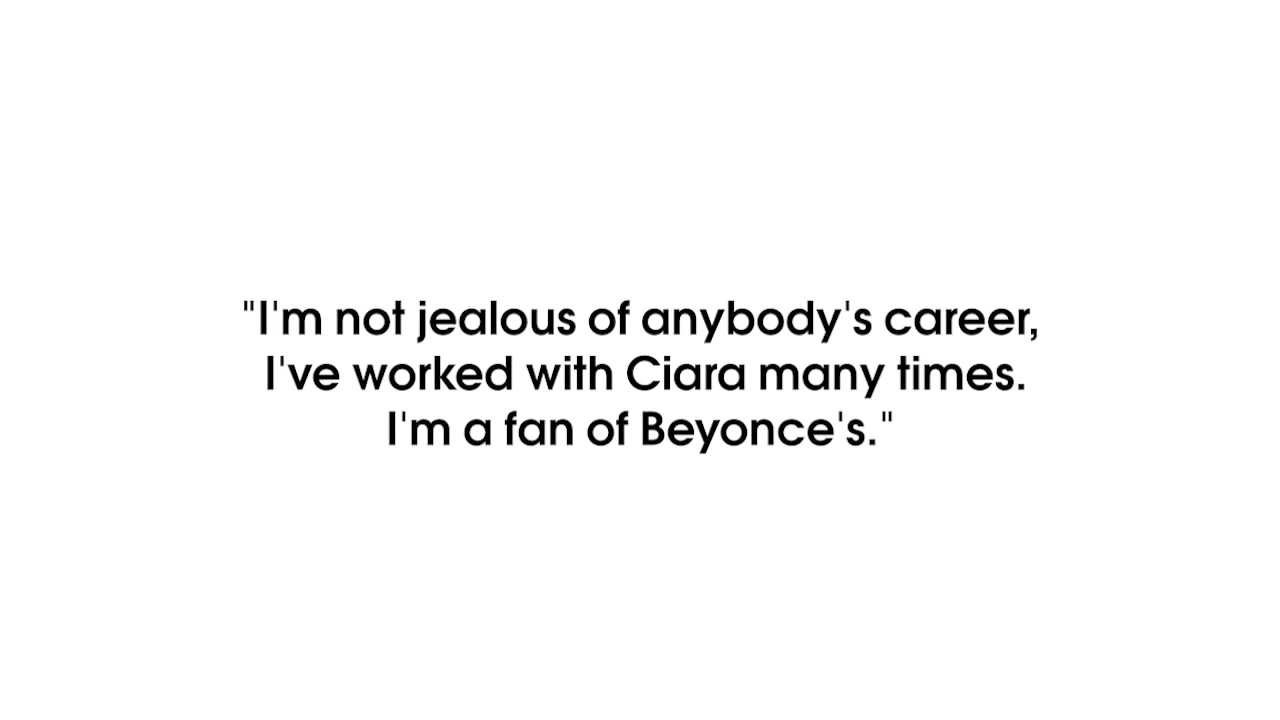 "I'm not jealous of anybody's career,
I've worked with Ciara many times.
I'm a fan of Beyonce's."